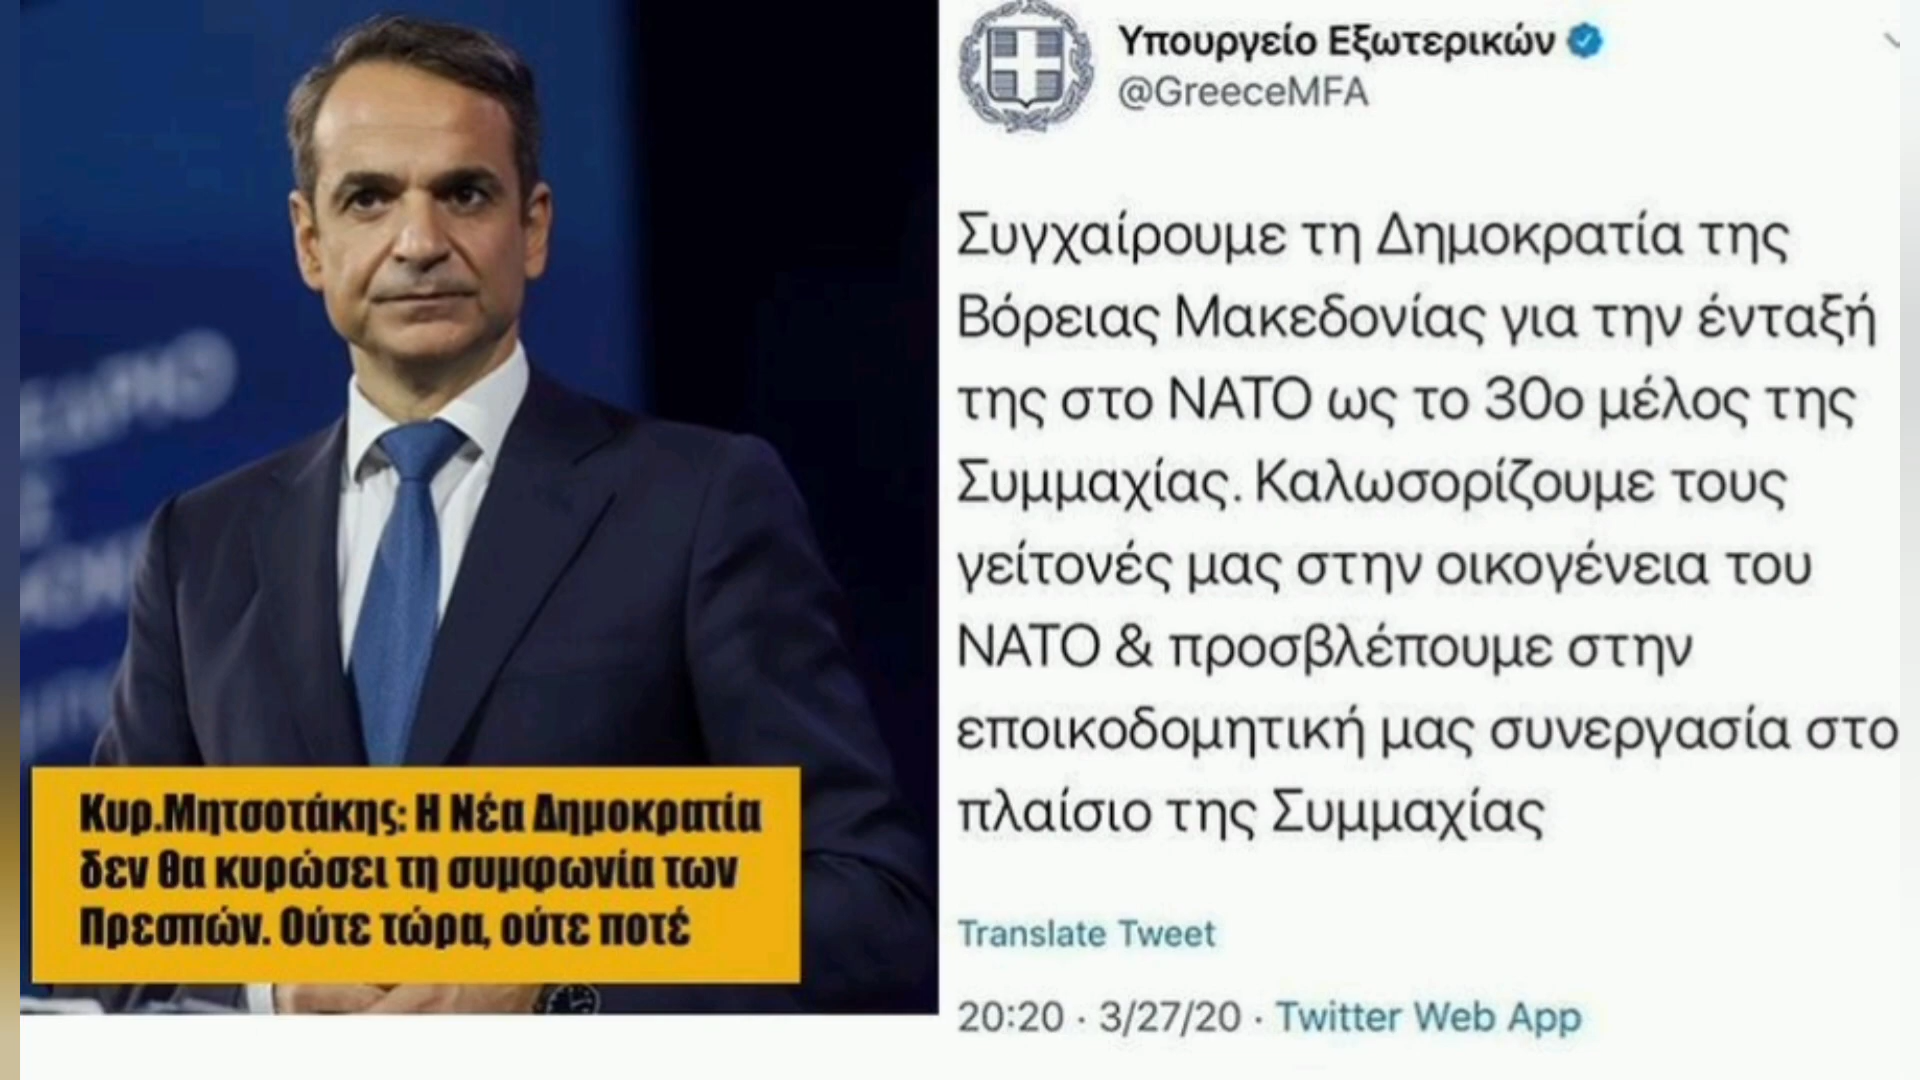 Κυρ.Μητσοτάκης: Η Νέα Δημοκρατία
δεν θα κυρώσει τη συμφωνία των
Πρεσπών. Ούτε τώρα, ούτε ποτέ
Υπουργείο Εξωτερικών
@GreeceMFA
Συγχαίρουμε τη Δημοκρατία της
Βόρειας Μακεδονίας για την ένταξή
της στο ΝΑΤΟ ως το 30ο μέλος της
Συμμαχίας. Καλωσορίζουμε τους
γείτονές μας στην οικογένεια του
ΝΑΤΟ & προσβλέπουμε στην
εποικοδομητική μας συνεργασία στο
πλαίσιο της Συμμαχίας
Translate Tweet
20:20 · 3/27/20 · Twitter Web App